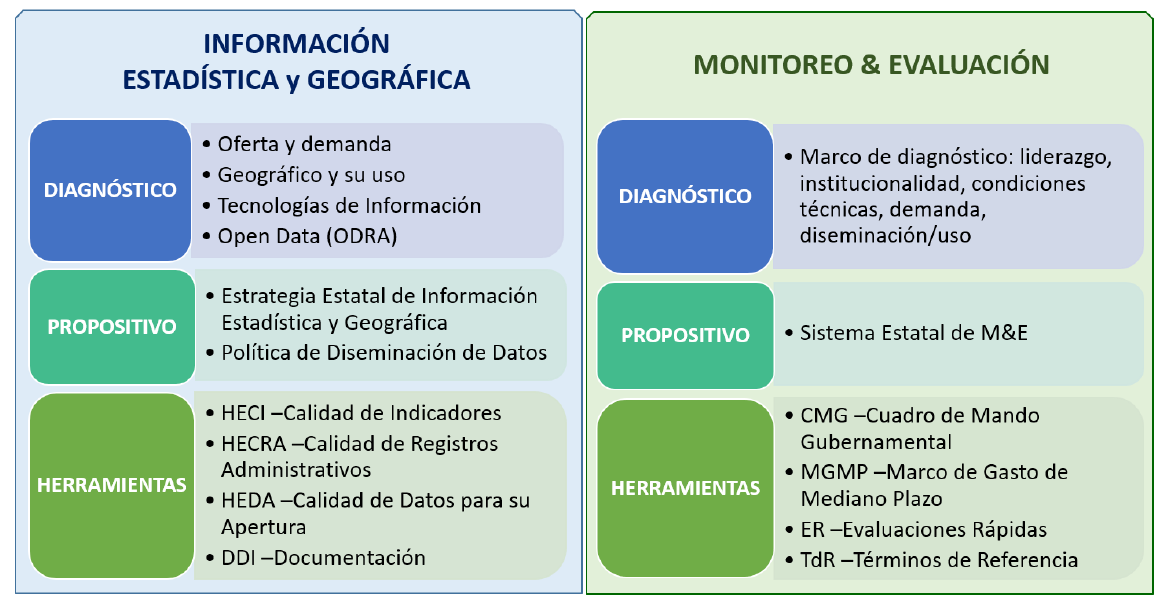 INFORMACIÓN
ESTADÍSTICA y GEOGRÁFICA
DIAGNÓSTICO
• Oferta y demanda
• Geográfico y su uso
• Tecnologías de Información
• Open Data (ODRA)
PROPOSITIVO
• Estrategia Estatal de Información
Estadística y Geográfica
• Política de Diseminación de Datos
HERRAMIENTAS
• HECI –Calidad de Indicadores
• HECRA –Calidad de Registros
Administrativos
• HEDA –Calidad de Datos para su
Apertura
• DDI –Documentación
MONITOREO & EVALUACIÓN
DIAGNÓSTICO
• Marco de diagnóstico: liderazgo,
institucionalidad, condiciones
técnicas, demanda,
diseminación/uso
PROPOSITIVO
• Sistema Estatal de M&E
HERRAMIENTAS
• CMG –Cuadro de Mando
Gubernamental
• MGMP –Marco de Gasto de
Mediano Plazo
• ER –Evaluaciones Rápidas
• TdR –Términos de Referencia